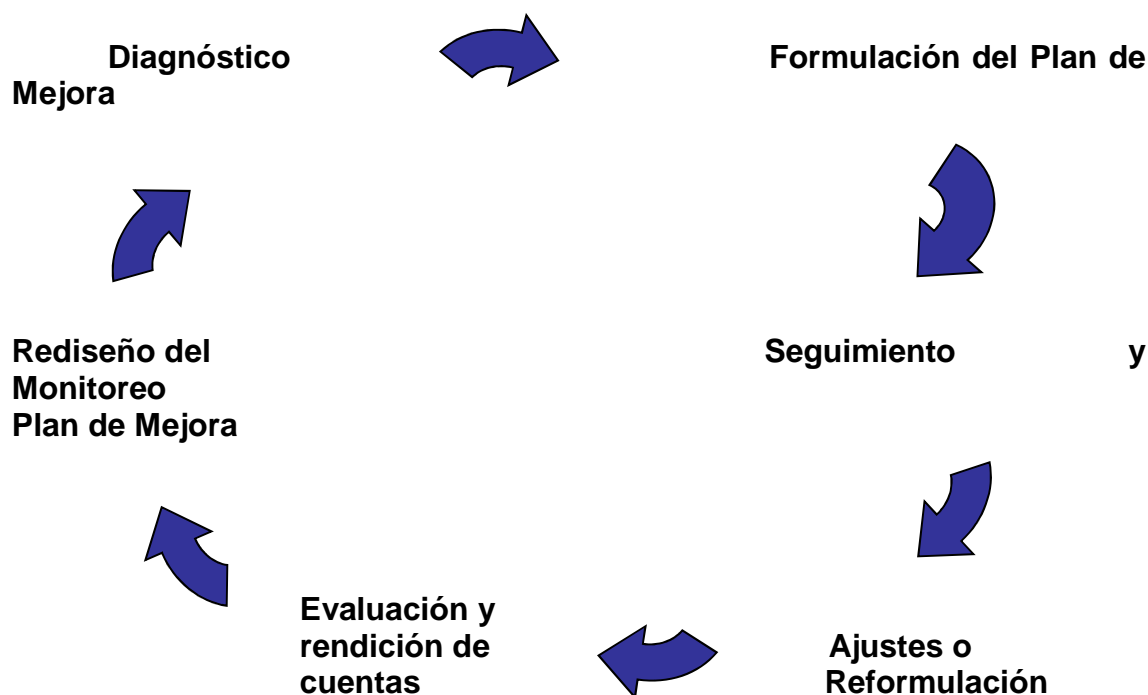 Diagnóstico Formulación del Plan de
Mejora
Rediseño del Seguimiento y
Monitoreo
Plan de Mejora
Evaluación y
rendición de Ajustes o
cuentas Reformulación